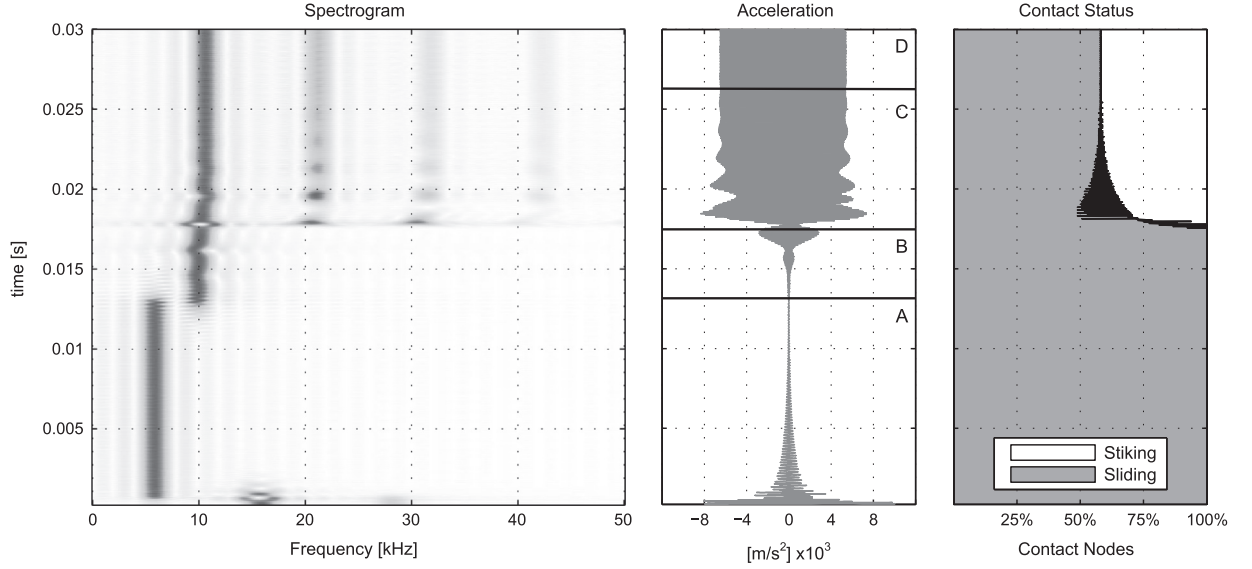 Spectrogram
Acceleration
Contact Status
0.03
0.025
0.02
0.015
0.01
0.005
time [s]
0
10
20
30
40
50
Frequency [kHz]
D
C
B
A
−8
−4
0
4
8
[m/s²] x10³
Stiking
Sliding
25%
50%
75%
100%
Contact Nodes